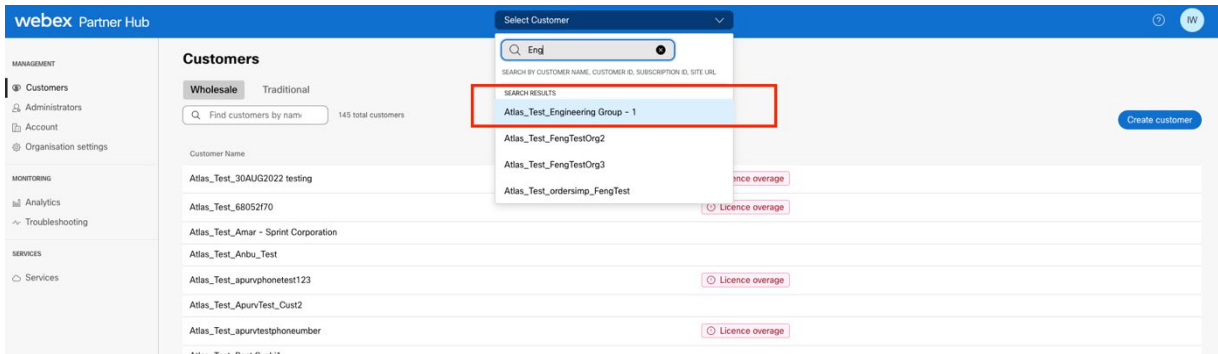 webex Partner Hub
Select Customer
IW
Eng
SEARCH BY CUSTOMER NAME, CUSTOMER ID, SUBSCRIPTION ID, SITE URL
SEARCH RESULTS
Atlas_Test_Engineering Group - 1
Atlas_Test_FengTestOrg2
Atlas_Test_FengTestOrg3
Atlas_Test_ordersimp_FengTest
MANAGEMENT
Customers
Administrators
Account
Organisation settings
MONITORING
Analytics
Troubleshooting
SERVICES
Services
Customers
Wholesale Traditional
Find customers by nam 145 total customers
Create customer
Customer Name
Atlas_Test_30AUG2022 testing ence overage
Atlas_Test_68052f70 Licence overage
Atlas_Test_Amar - Sprint Corporation
Atlas_Test_Anbu_Test
Atlas_Test_apurvphonetest123 Licence overage
Atlas_Test_ApurvTest_Cust2
Atlas_Test_apurvtestphoneumber Licence overage